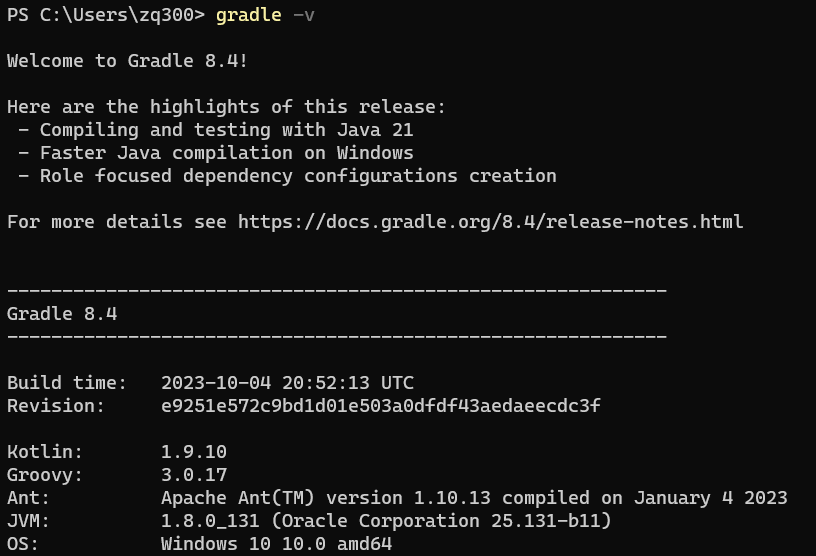 PS C:\Users\zq300> gradle -v
Welcome to Gradle 8.4!
Here are the highlights of this release:
- Compiling and testing with Java 21
- Faster Java compilation on Windows
- Role focused dependency configurations creation
For more details see https://docs.gradle.org/8.4/release-notes.html
------------------------------------------------------------
Gradle 8.4
------------------------------------------------------------
Build time:   2023-10-04 20:52:13 UTC
Revision:     e9251e572c9bd1d01e503a0dfdf43aedaeecdc3f
Kotlin:       1.9.10
Groovy:       3.0.17
Ant:          Apache Ant(TM) version 1.10.13 compiled on January 4 2023
JVM:          1.8.0_131 (Oracle Corporation 25.131-b11)
OS:           Windows 10 10.0 amd64